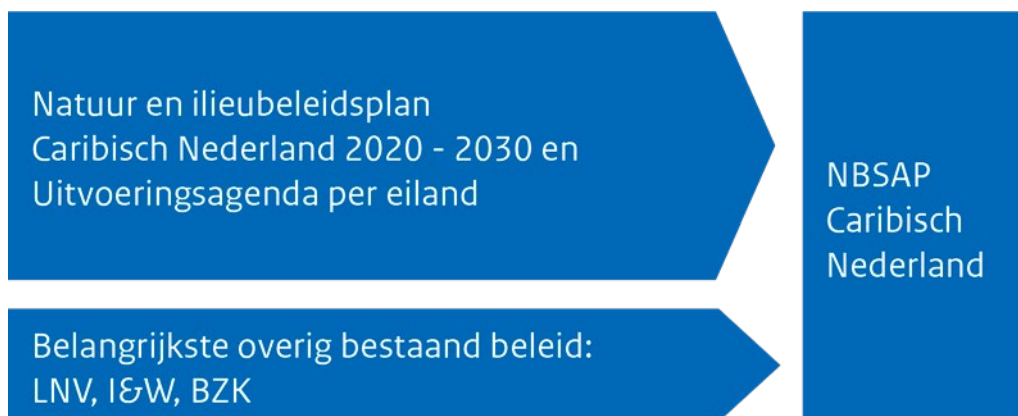 Natuur en ilieubeleidsplan
Caribisch Nederland 2020 - 2030 en
Uitvoeringsagenda per eiland
Belangrijkste overig bestaand beleid:
LNV, I&W, BZK
NBSAP
Caribisch
Nederland